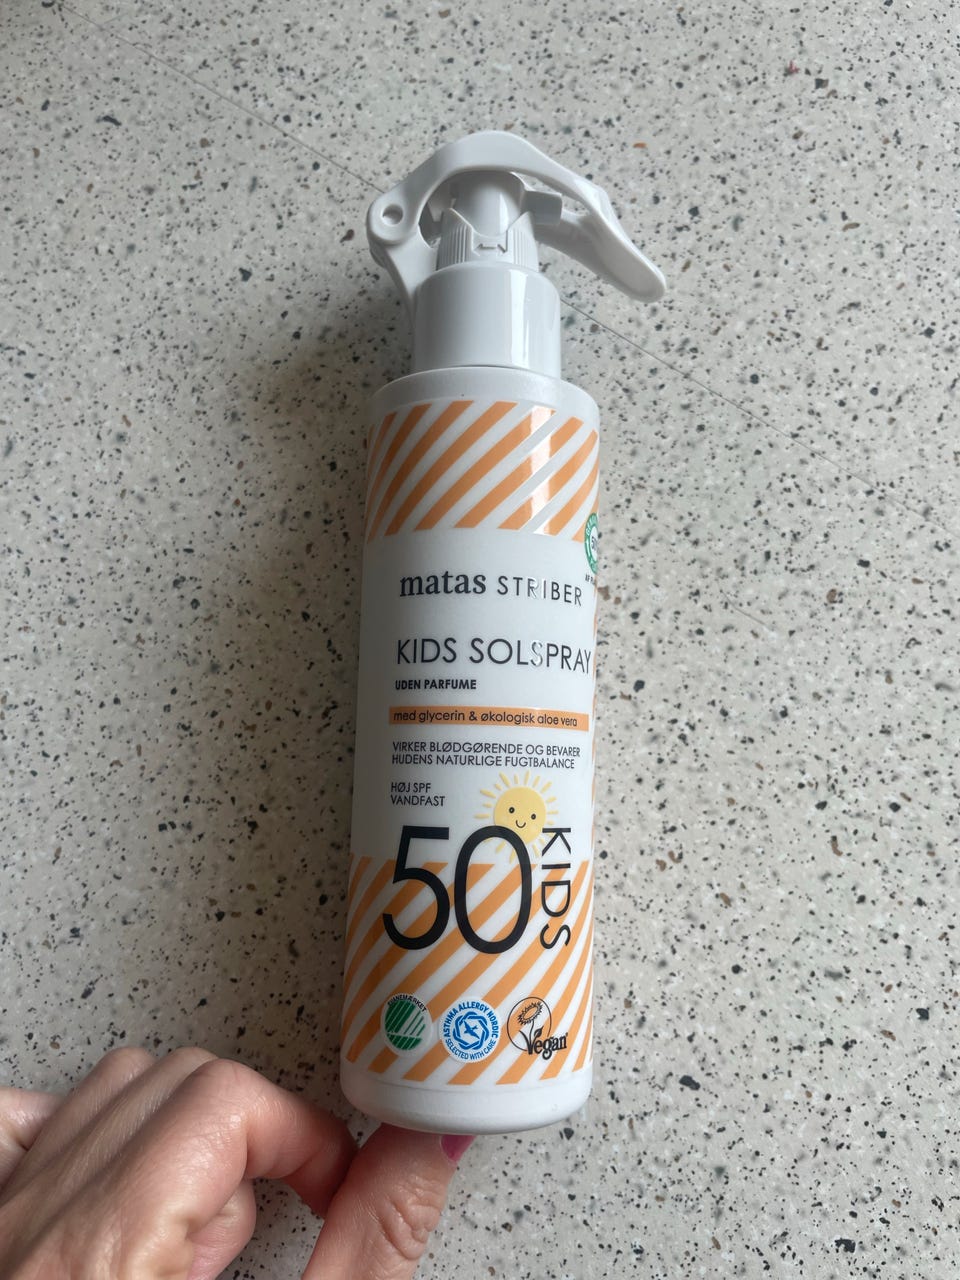 matas STRIBER
KIDS SOLSPRAY
UDEN PARFUME
med glycerin & økologisk aloe vera
VIRKER BLØDGØRENDE OG BEVARER
HUDENS NATURLIGE FUGTBALANCE
HØJ SPF
VANDFAST
50
KIDS
SVANEMÆRKET
ASTHMA ALLERGY NORDIC
SELECTED WITH CARE
Vegan